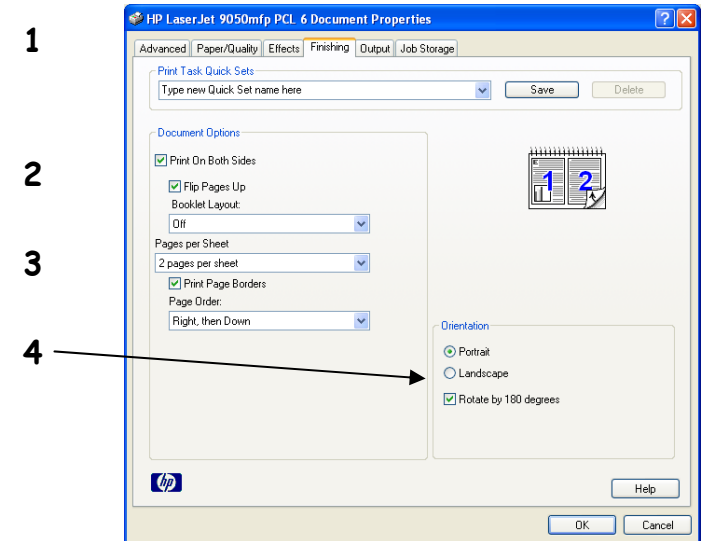 HP LaserJet 9050mfp PCL 6 Document Properties
1
Advanced Paper/Quality Effects Finishing Output Job Storage
Print Task Quick Sets
Type new Quick Set name here Save Delete
Document Options
Print On Both Sides
2
Flip Pages Up
1 2
Booklet Layout:
Off
Pages per Sheet
3
2 pages per sheet
Print Page Borders
Page Order:
Right, then Down
Orientation
4
Portrait
Landscape
Rotate by 180 degrees
hp
Help
OK Cancel